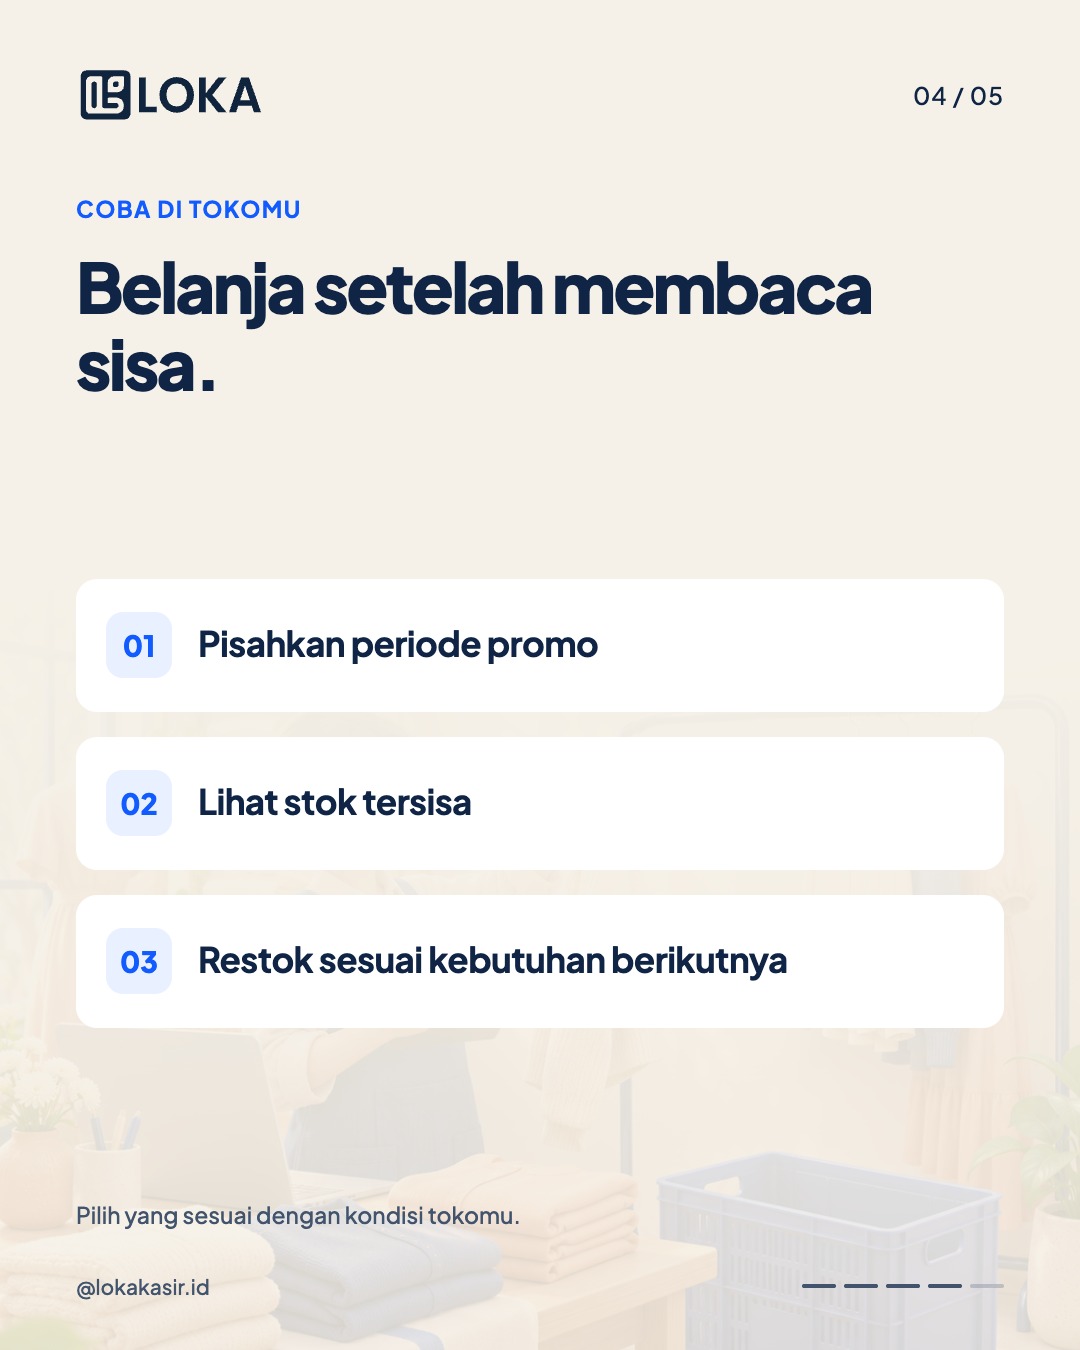 LOKA
04 / 05
COBA DI TOKOMU
Belanja setelah membaca
sisa.
01 Pisahkan periode promo
02 Lihat stok tersisa
03 Restok sesuai kebutuhan berikutnya
Pilih yang sesuai dengan kondisi tokomu.
@lokakasir.id